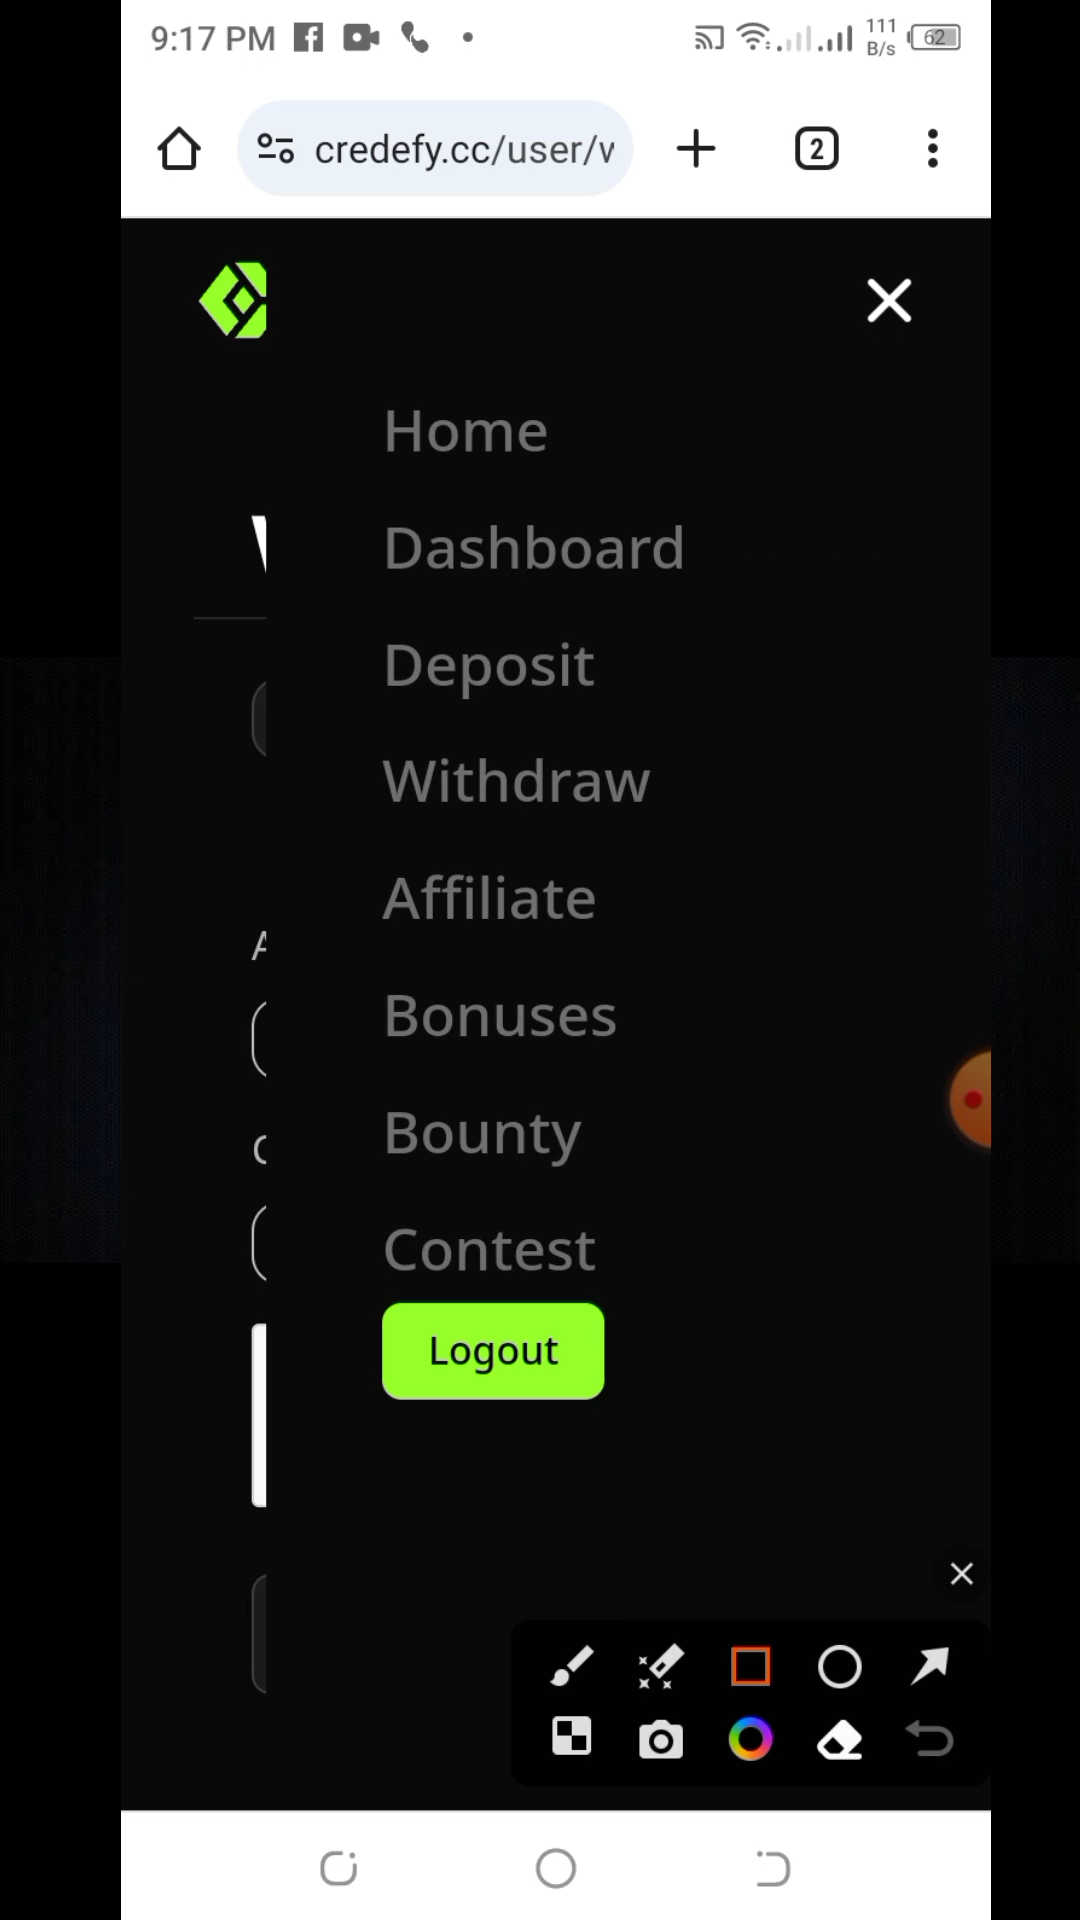 9:17 PM
111
B/s
62
credefy.cc/user/w
2
Home
Dashboard
Deposit
Withdraw
Affiliate
Bonuses
Bounty
Contest
Logout